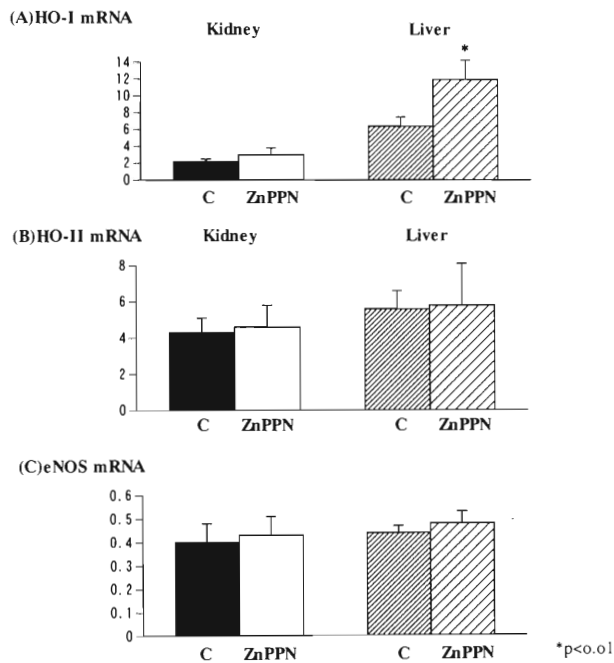 (A)HO-I mRNA
Kidney Liver
*
14
12
10
8
6
4
2
0
C ZnPPN C ZnPPN
(B)HO-II mRNA
Kidney Liver
8
6
4
2
0
C ZnPPN C ZnPPN
(C)eNOS mRNA
0.6
0.5
0.4
0.3
0.2
0.1
0
C ZnPPN C ZnPPN
*p<0.01